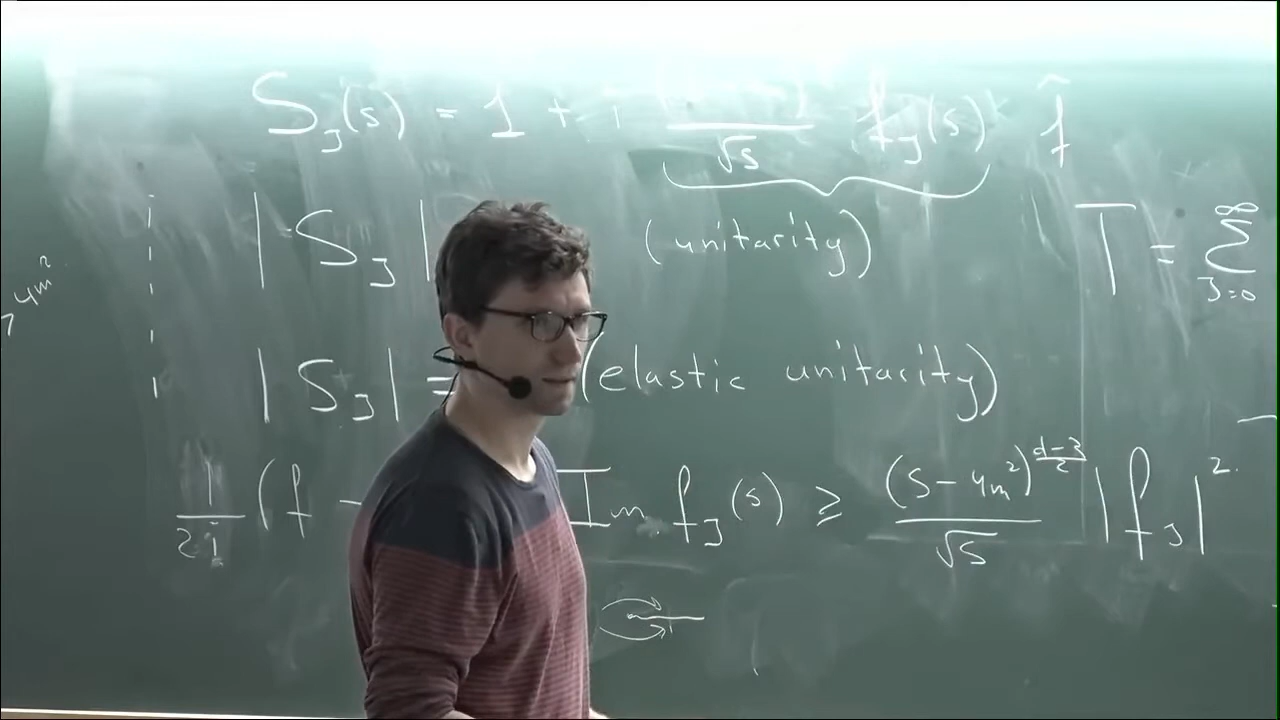 S_J(s) = 1 + i —/√s f_J(s) f̂
|S_J| (unitarity) T = Σ_{J=0}^∞
4m²
|S_J| = (elastic unitarity)
1/2i (f - Im f_J(s) ≥ (s-4m²)^{\frac{d-3}{2}}/√s |f_J|²